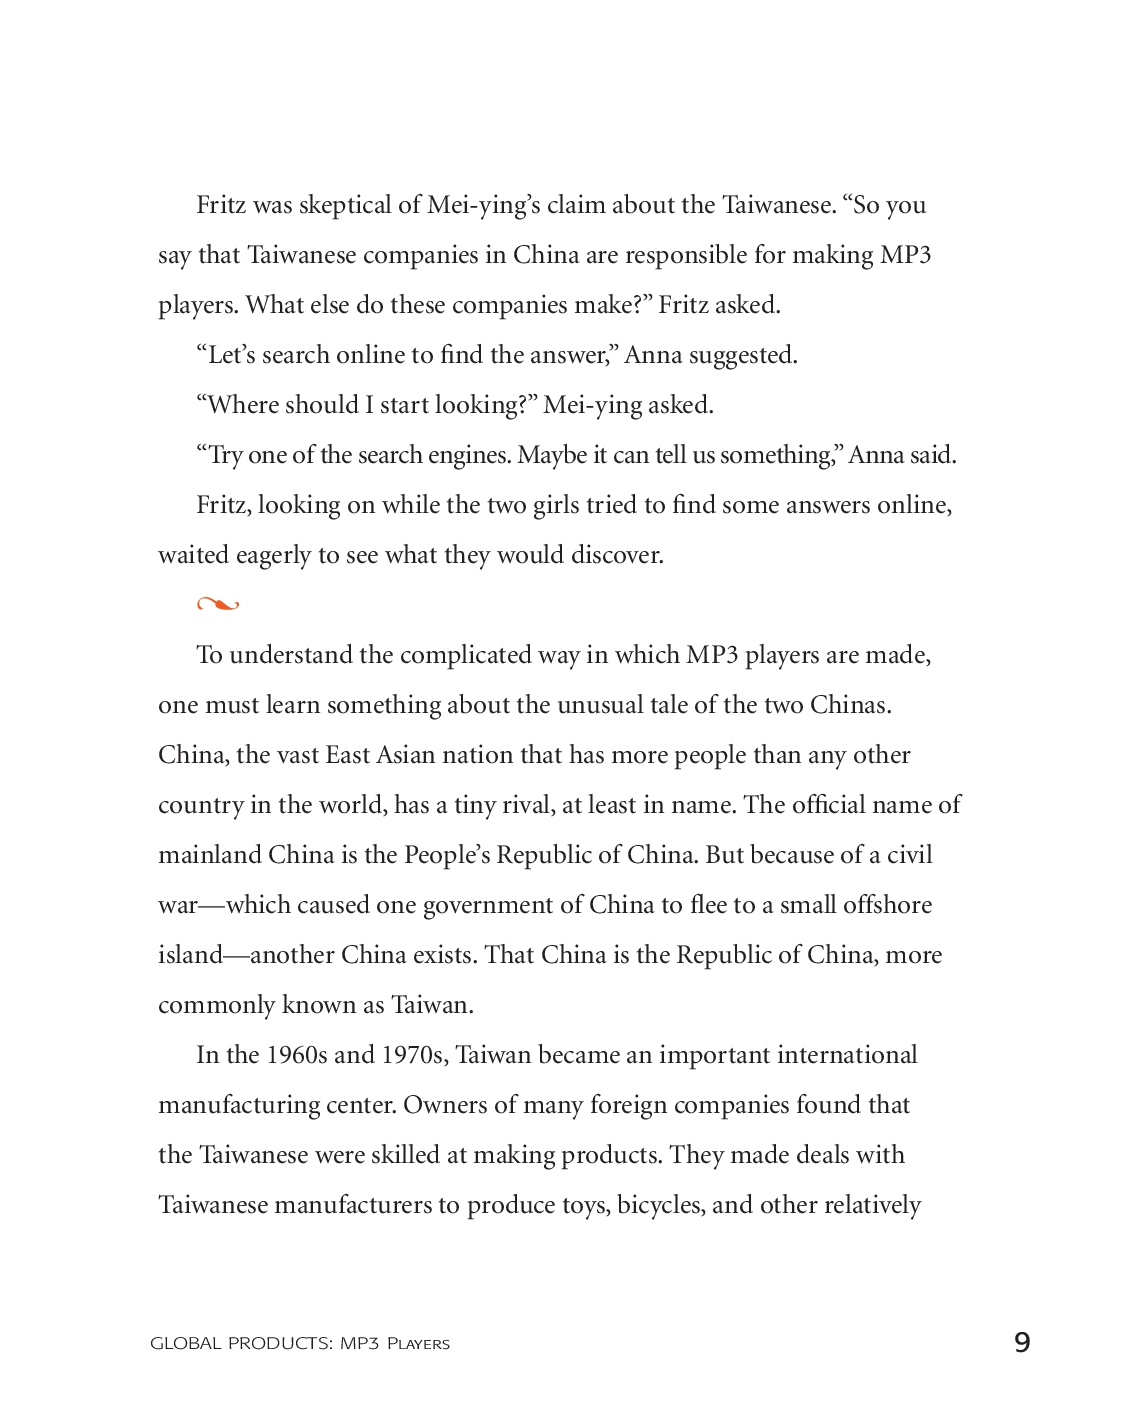 Fritz was skeptical of Mei-ying’s claim about the Taiwanese. “So you
say that Taiwanese companies in China are responsible for making MP3
players. What else do these companies make?” Fritz asked.
“Let’s search online to find the answer,” Anna suggested.
“Where should I start looking?” Mei-ying asked.
“Try one of the search engines. Maybe it can tell us something,” Anna said.
Fritz, looking on while the two girls tried to find some answers online,
waited eagerly to see what they would discover.
To understand the complicated way in which MP3 players are made,
one must learn something about the unusual tale of the two Chinas.
China, the vast East Asian nation that has more people than any other
country in the world, has a tiny rival, at least in name. The official name of
mainland China is the People’s Republic of China. But because of a civil
war—which caused one government of China to flee to a small offshore
island—another China exists. That China is the Republic of China, more
commonly known as Taiwan.
In the 1960s and 1970s, Taiwan became an important international
manufacturing center. Owners of many foreign companies found that
the Taiwanese were skilled at making products. They made deals with
Taiwanese manufacturers to produce toys, bicycles, and other relatively
GLOBAL PRODUCTS: MP3 Players 9